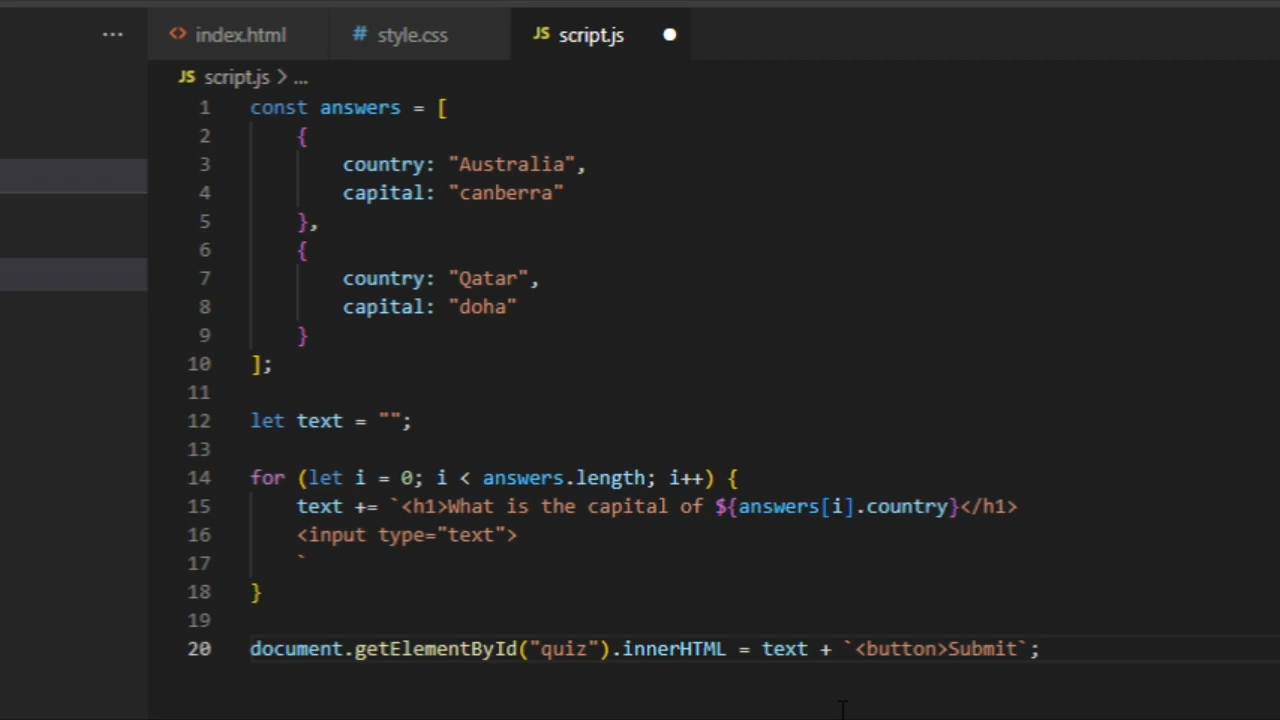 ... <> index.html # style.css JS script.js ●
JS script.js > ...
1 const answers = [
2 {
3 country: "Australia",
4 capital: "canberra"
5 },
6 {
7 country: "Qatar",
8 capital: "doha"
9 }
10 ];
11
12 let text = "";
13
14 for (let i = 0; i < answers.length; i++) {
15 text += `<h1>What is the capital of ${answers[i].country}</h1>
16 <input type="text">
17 `
18 }
19
20 document.getElementById("quiz").innerHTML = text + `<button>Submit`;